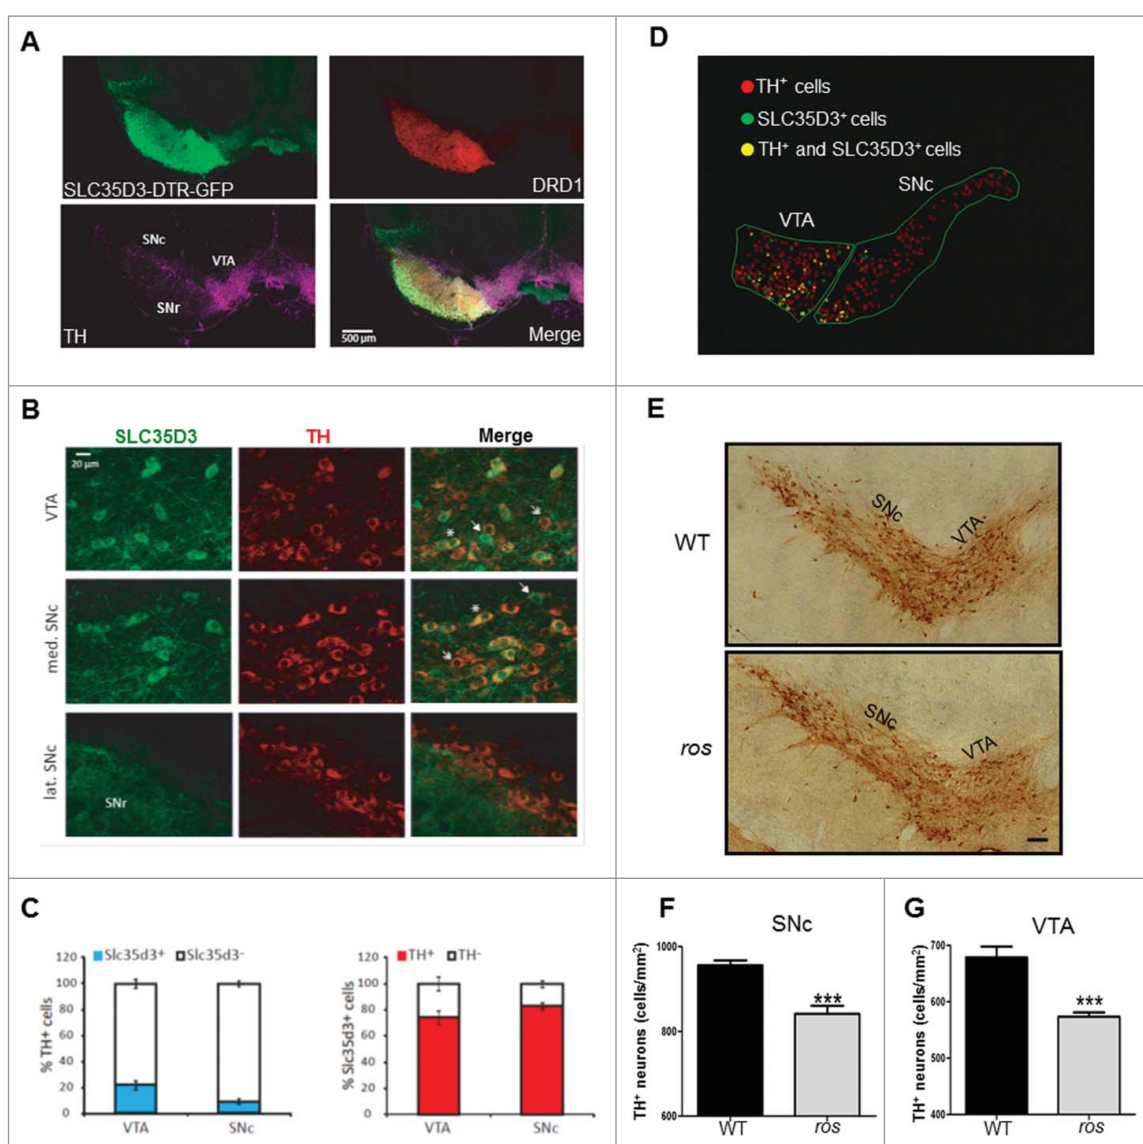 A
SLC35D3-DTR-GFP
DRD1
SNc
VTA
SNr
TH
500 µm
Merge
B
SLC35D3
TH
Merge
20 µm
VTA
*
med. SNc
*
lat. SNc
SNr
C
Slc35d3+ Slc35d3-
% TH+ cells
120
100
80
60
40
20
0
VTA SNc
TH+ TH-
% Slc35d3+ cells
120
100
80
60
40
20
0
VTA SNc
D
TH+ cells
SLC35D3+ cells
TH+ and SLC35D3+ cells
SNc
VTA
E
WT
SNc
VTA
ros
SNc
VTA
F
SNc
TH+ neurons (cells/mm²)
1000
800
600
***
WT ros
G
VTA
TH+ neurons (cells/mm²)
700
600
500
400
***
WT ros